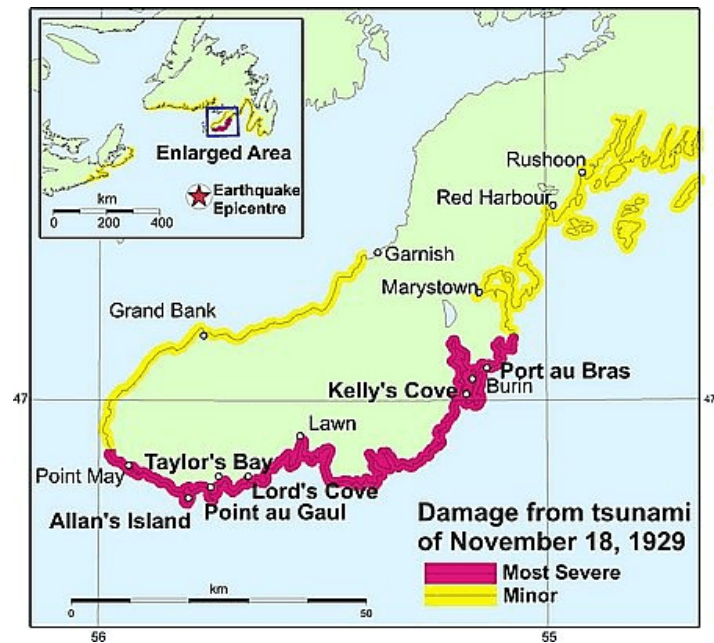 Enlarged Area
km
0 200 400
Earthquake
Epicentre
Rushoon
Red Harbour
Garnish
Marystown
Grand Bank
Port au Bras
Kelly's Cove
Burin
47
47
Lawn
Taylor's Bay
Point May
Lord's Cove
Allan's Island
Point au Gaul
Damage from tsunami
of November 18, 1929
Most Severe
Minor
km
0 50
56
55